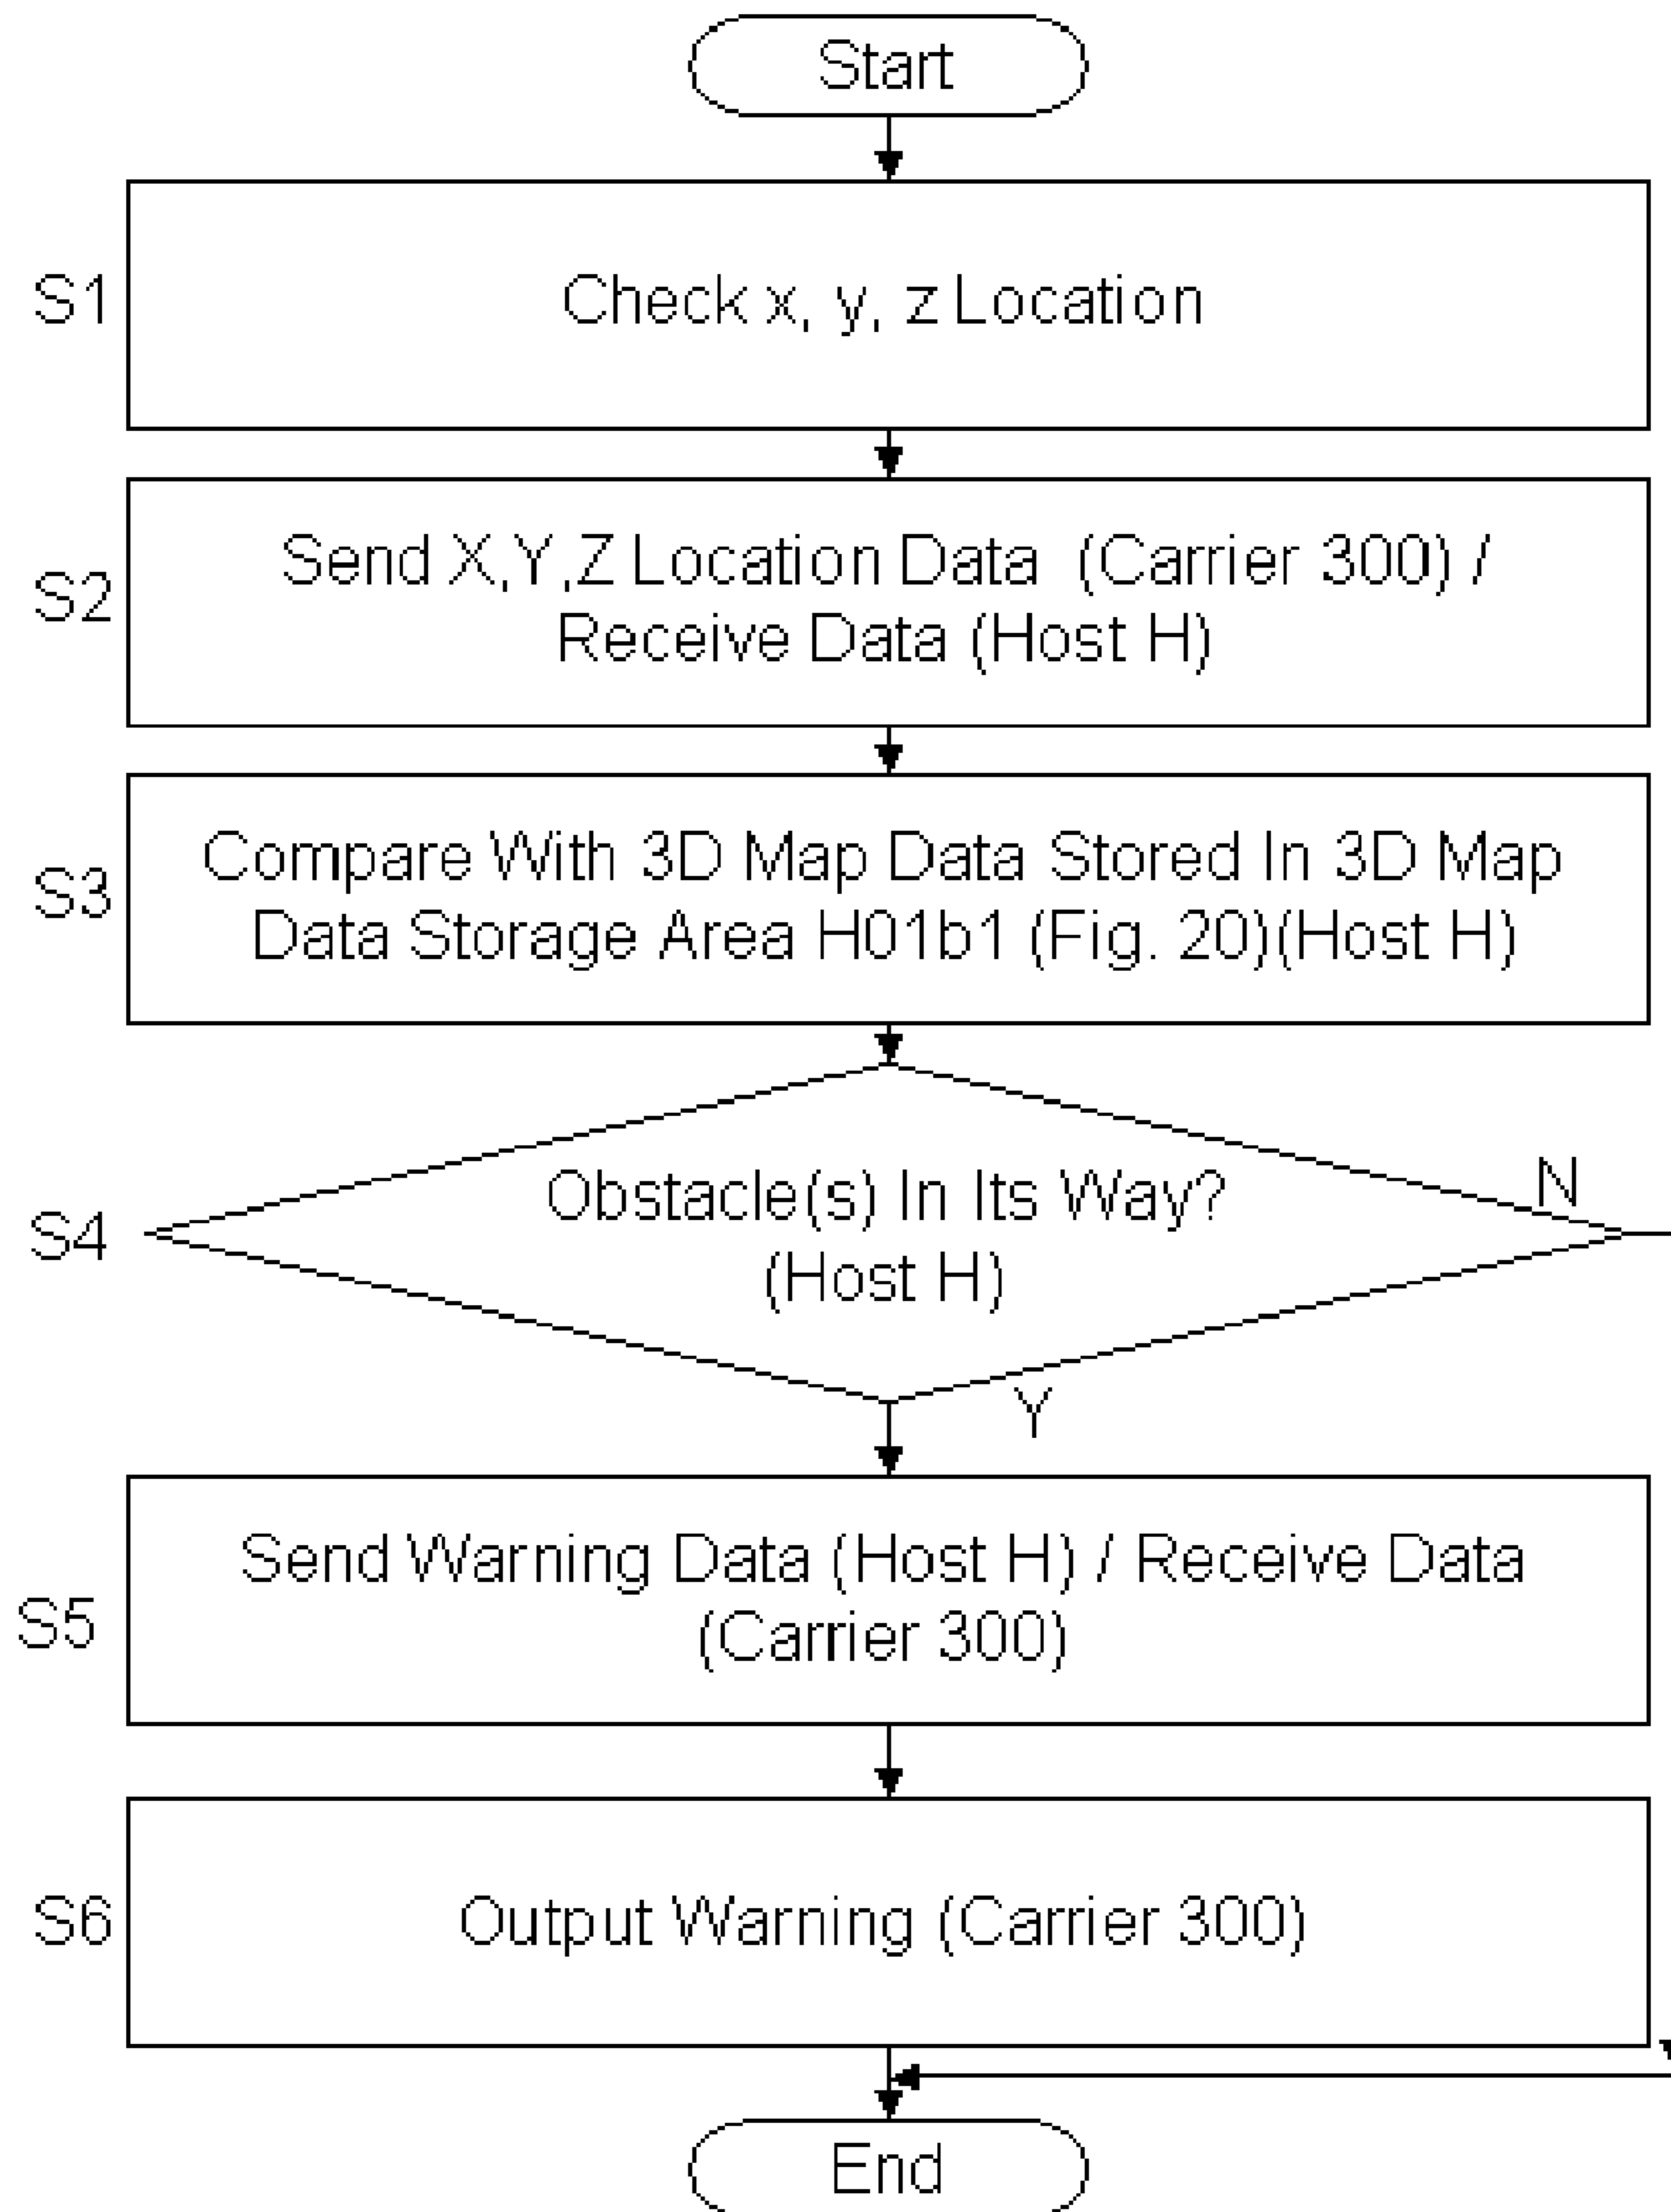 Start
S1
Check x, y, z Location
S2
Send X,Y,Z Location Data (Carrier 300) /
Receive Data (Host H)
S3
Compare With 3D Map Data Stored In 3D Map
Data Storage Area H01b1 (Fig. 20)(Host H)
S4
Obstacle(s) In Its Way?
(Host H)
N
Y
S5
Send Warning Data (Host H) / Receive Data
(Carrier 300)
S6
Output Warning (Carrier 300)
End